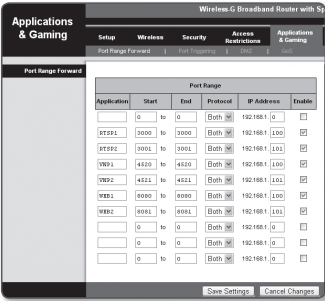 Wireless-G Broadband Router with Sp
Applications & Gaming
Setup Wireless Security Access Restrictions Applications & Gaming
Port Range Forward | Port Triggering | DMZ | QoS
Port Range Forward
Port Range
Application Start End Protocol IP Address Enable
0 to 0 Both 192.168.1. 0
RTSP1 3000 to 3000 Both 192.168.1. 100
RTSP2 3001 to 3001 Both 192.168.1. 101
VNP1 4520 to 4520 Both 192.168.1. 100
VNP2 4521 to 4521 Both 192.168.1. 101
WEB1 8080 to 8080 Both 192.168.1. 100
WEB2 8081 to 8081 Both 192.168.1. 101
0 to 0 Both 192.168.1. 0
0 to 0 Both 192.168.1. 0
0 to 0 Both 192.168.1. 0
Save Settings Cancel Changes